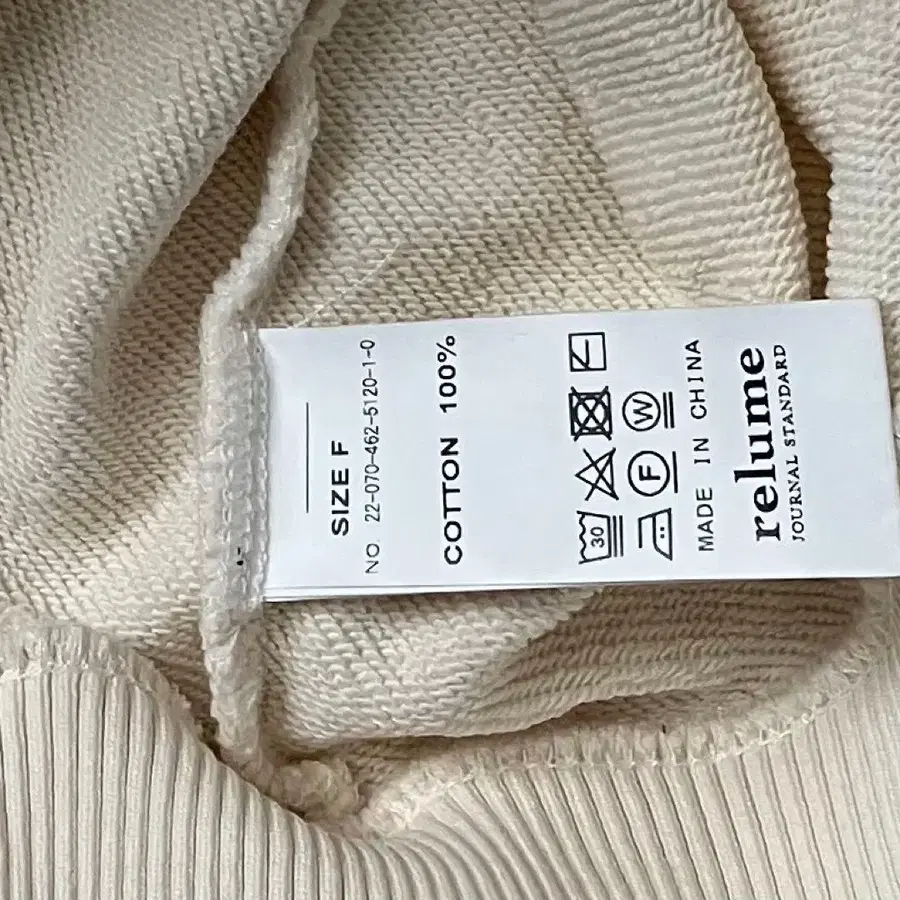 SIZE F
NO. 22-070-462-5120-1-0
COTTON 100%
30
F W
MADE IN CHINA
relume
JOURNAL STANDARD